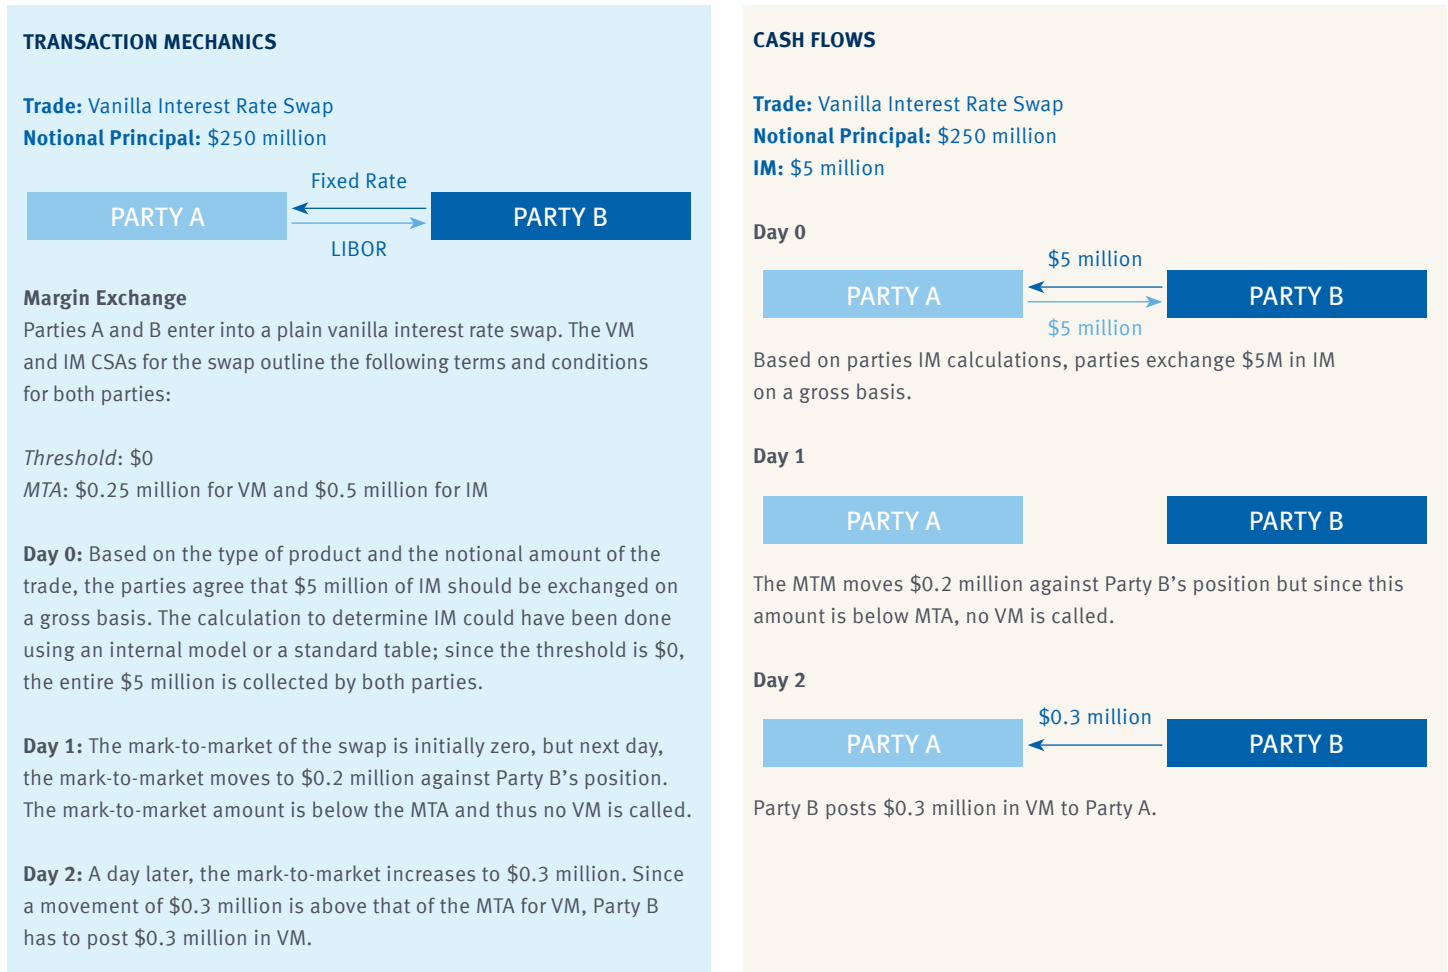 TRANSACTION MECHANICS
Trade: Vanilla Interest Rate Swap
Notional Principal: $250 million
Fixed Rate
PARTY A
PARTY B
LIBOR
Margin Exchange
Parties A and B enter into a plain vanilla interest rate swap. The VM
and IM CSAs for the swap outline the following terms and conditions
for both parties:
Threshold: $0
MTA: $0.25 million for VM and $0.5 million for IM
Day 0: Based on the type of product and the notional amount of the
trade, the parties agree that $5 million of IM should be exchanged on
a gross basis. The calculation to determine IM could have been done
using an internal model or a standard table; since the threshold is $0,
the entire $5 million is collected by both parties.
Day 1: The mark-to-market of the swap is initially zero, but next day,
the mark-to-market moves to $0.2 million against Party B’s position.
The mark-to-market amount is below the MTA and thus no VM is called.
Day 2: A day later, the mark-to-market increases to $0.3 million. Since
a movement of $0.3 million is above that of the MTA for VM, Party B
has to post $0.3 million in VM.
CASH FLOWS
Trade: Vanilla Interest Rate Swap
Notional Principal: $250 million
IM: $5 million
Day 0
$5 million
PARTY A
PARTY B
$5 million
Based on parties IM calculations, parties exchange $5M in IM
on a gross basis.
Day 1
PARTY A
PARTY B
The MTM moves $0.2 million against Party B’s position but since this
amount is below MTA, no VM is called.
Day 2
$0.3 million
PARTY A
PARTY B
Party B posts $0.3 million in VM to Party A.